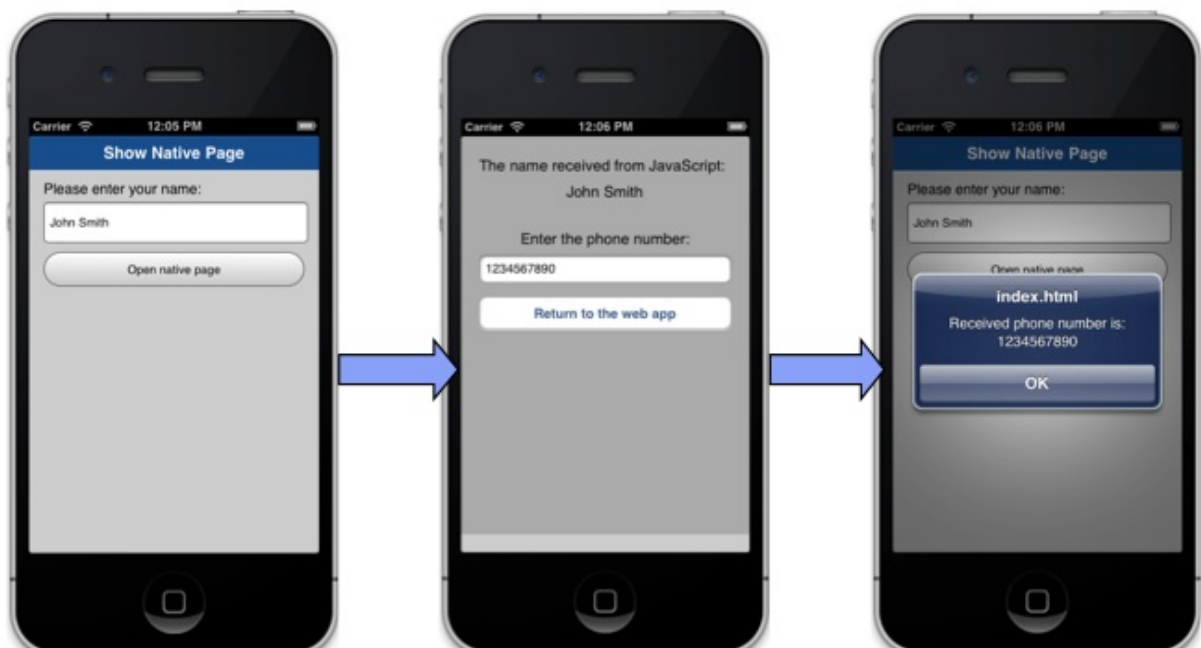 Carrier 12:05 PM
Show Native Page
Please enter your name:
John Smith
Open native page
Carrier 12:06 PM
The name received from JavaScript:
John Smith
Enter the phone number:
1234567890
Return to the web app
Carrier 12:06 PM
Show Native Page
Please enter your name:
John Smith
Open native page
index.html
Received phone number is:
1234567890
OK